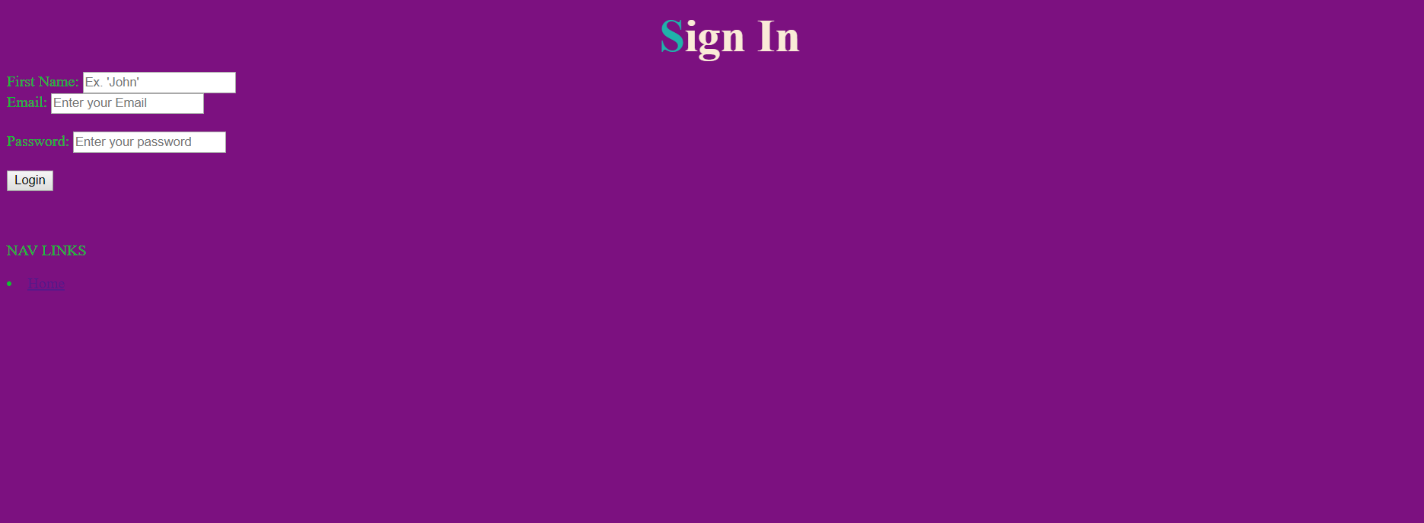 Sign In
First Name: Ex. 'John'
Email: Enter your Email
Password: Enter your password
Login
NAV LINKS
Home